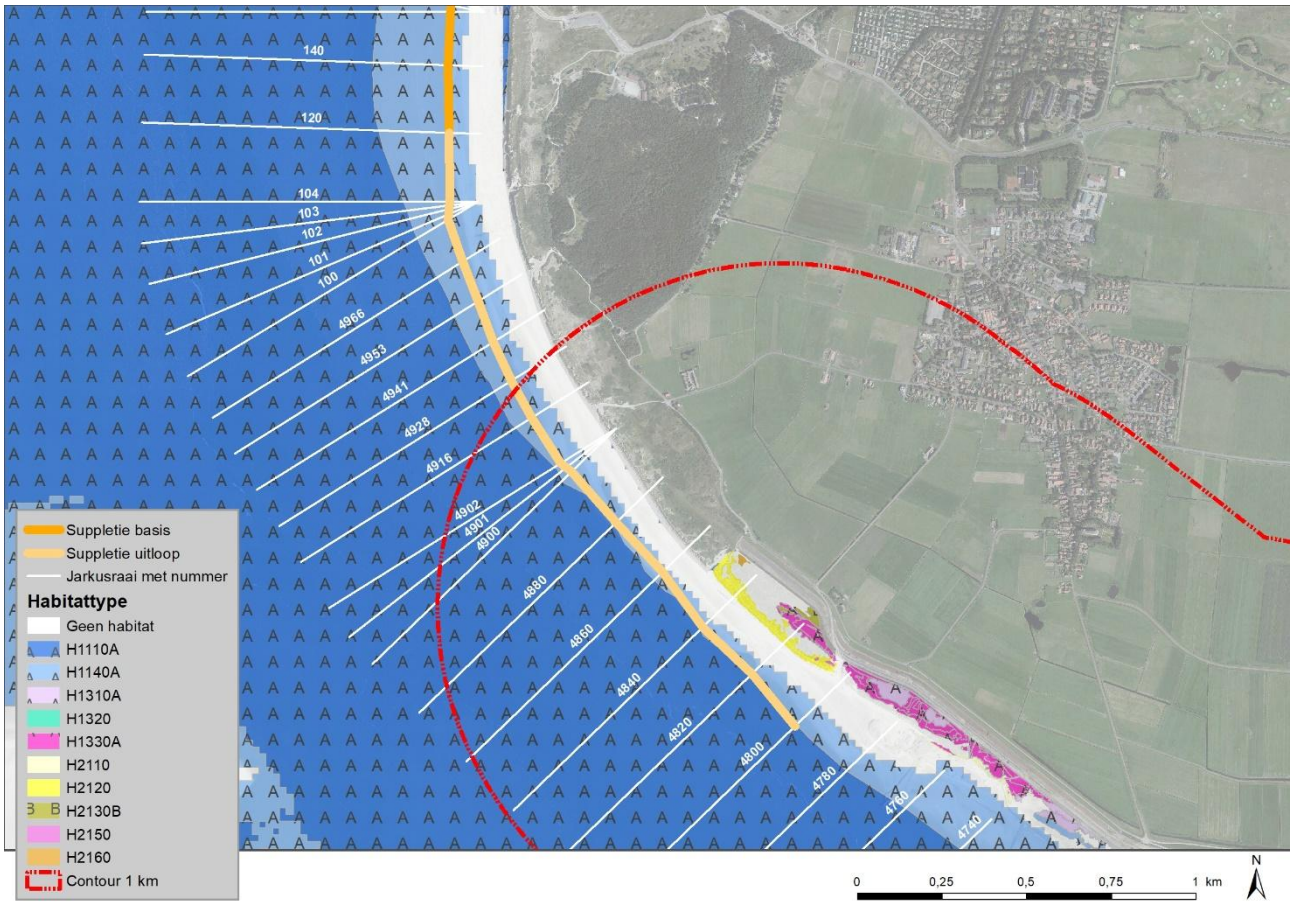 140
120
104
103
102
101
100
4966
4953
4941
4928
4916
4902
4901
4900
4880
4860
4840
4820
4800
4780
4760
4740
Suppletie basis
Suppletie uitloop
Jarkusraai met nummer
Habitattype
Geen habitat
H1110A
H1140A
H1310A
H1320
H1330A
H2110
H2120
B B H2130B
H2150
H2160
Contour 1 km
N
0 0,25 0,5 0,75 1 km